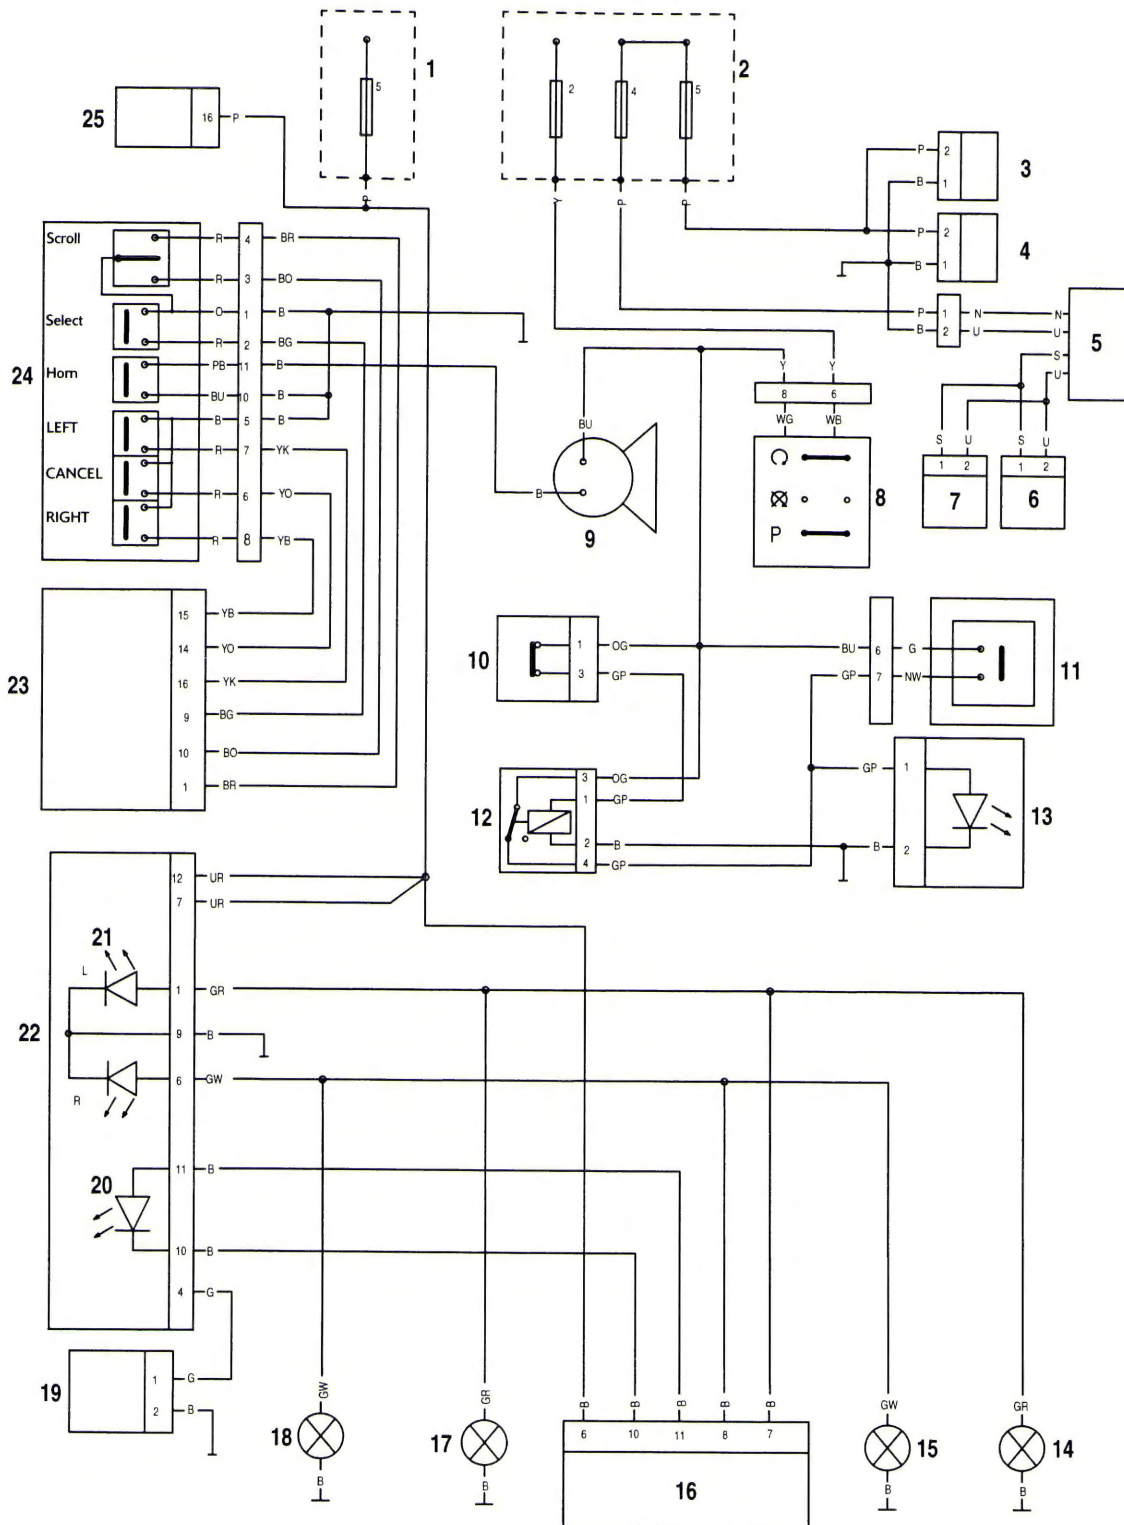 1
5
P
2
2
4
5
Y
P
P
25
16 P
P 2
B 1
3
P 2
B 1
4
P 1 N N
B 2 U U
S
U
5
S U S U
1 2 1 2
7 6
24
Scroll
R 4 BR
R 3 BO
O 1 B
Select
R 2 BG
Horn
PB 11 B
BU 10 B
LEFT
B 5 B
R 7 YK
CANCEL
R 6 YO
RIGHT
R 8 YB
BU
B
9
Y Y
8 6
WG WB
P
8
23
15 YB
14 YO
16 YK
9 BG
10 BO
1 BR
10
1 OG
3 GP
BU 6 G
GP 7 NW
11
12
3 OG
1 GP
2 B
4 GP
GP 1
B 2
13
22
12 UR
7 UR
21
L
1 GR
9 B
6 GW
R
20
11 B
10 B
4 G
19
1 G
2 B
GW
18
B
GR
17
B
B B B B B
6 10 11 8 7
16
GW
15
B
GR
14
B